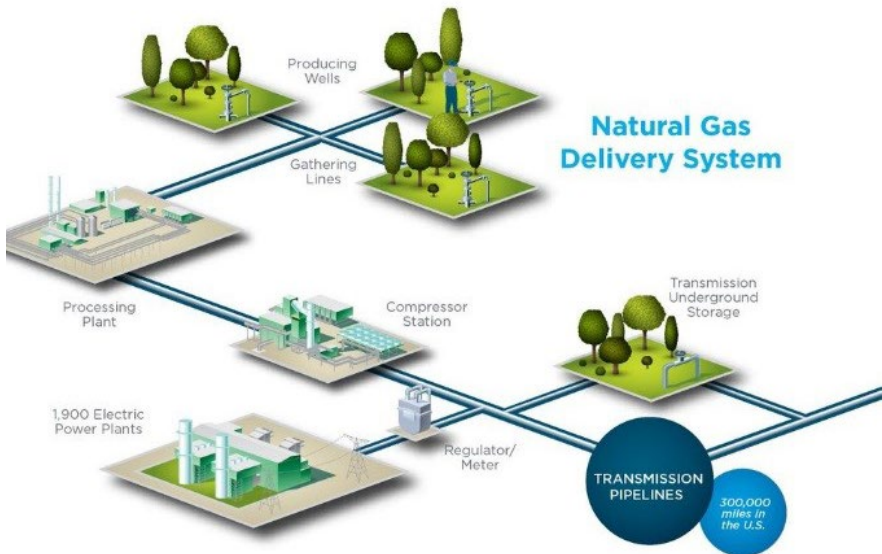 Producing
Wells
Natural Gas
Delivery System
Gathering
Lines
Processing
Plant
Compressor
Station
Transmission
Underground
Storage
1,900 Electric
Power Plants
Regulator/
Meter
TRANSMISSION
PIPELINES
300,000
miles in
the U.S.